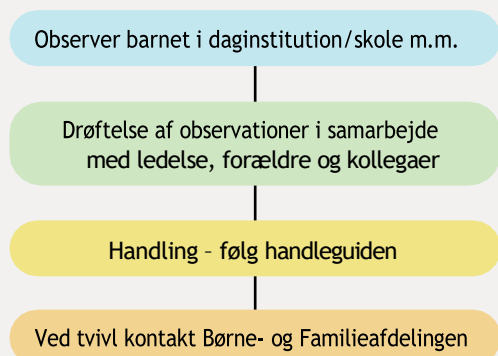 Observer barnet i daginstitution/skole m.m.
Drøftelse af observationer i samarbejde
med ledelse, forældre og kollegaer
Handling - følg handleguiden
Ved tvivl kontakt Børne- og Familieafdelingen